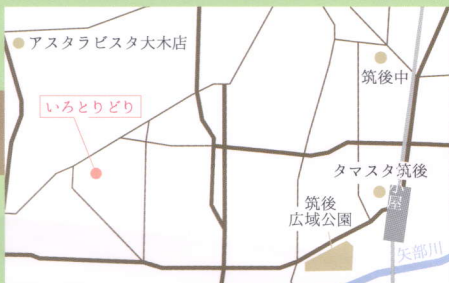 アスタラビスタ大木店
筑後中
いろとりどり
タマスタ筑後
筑後
広域公園
矢部川